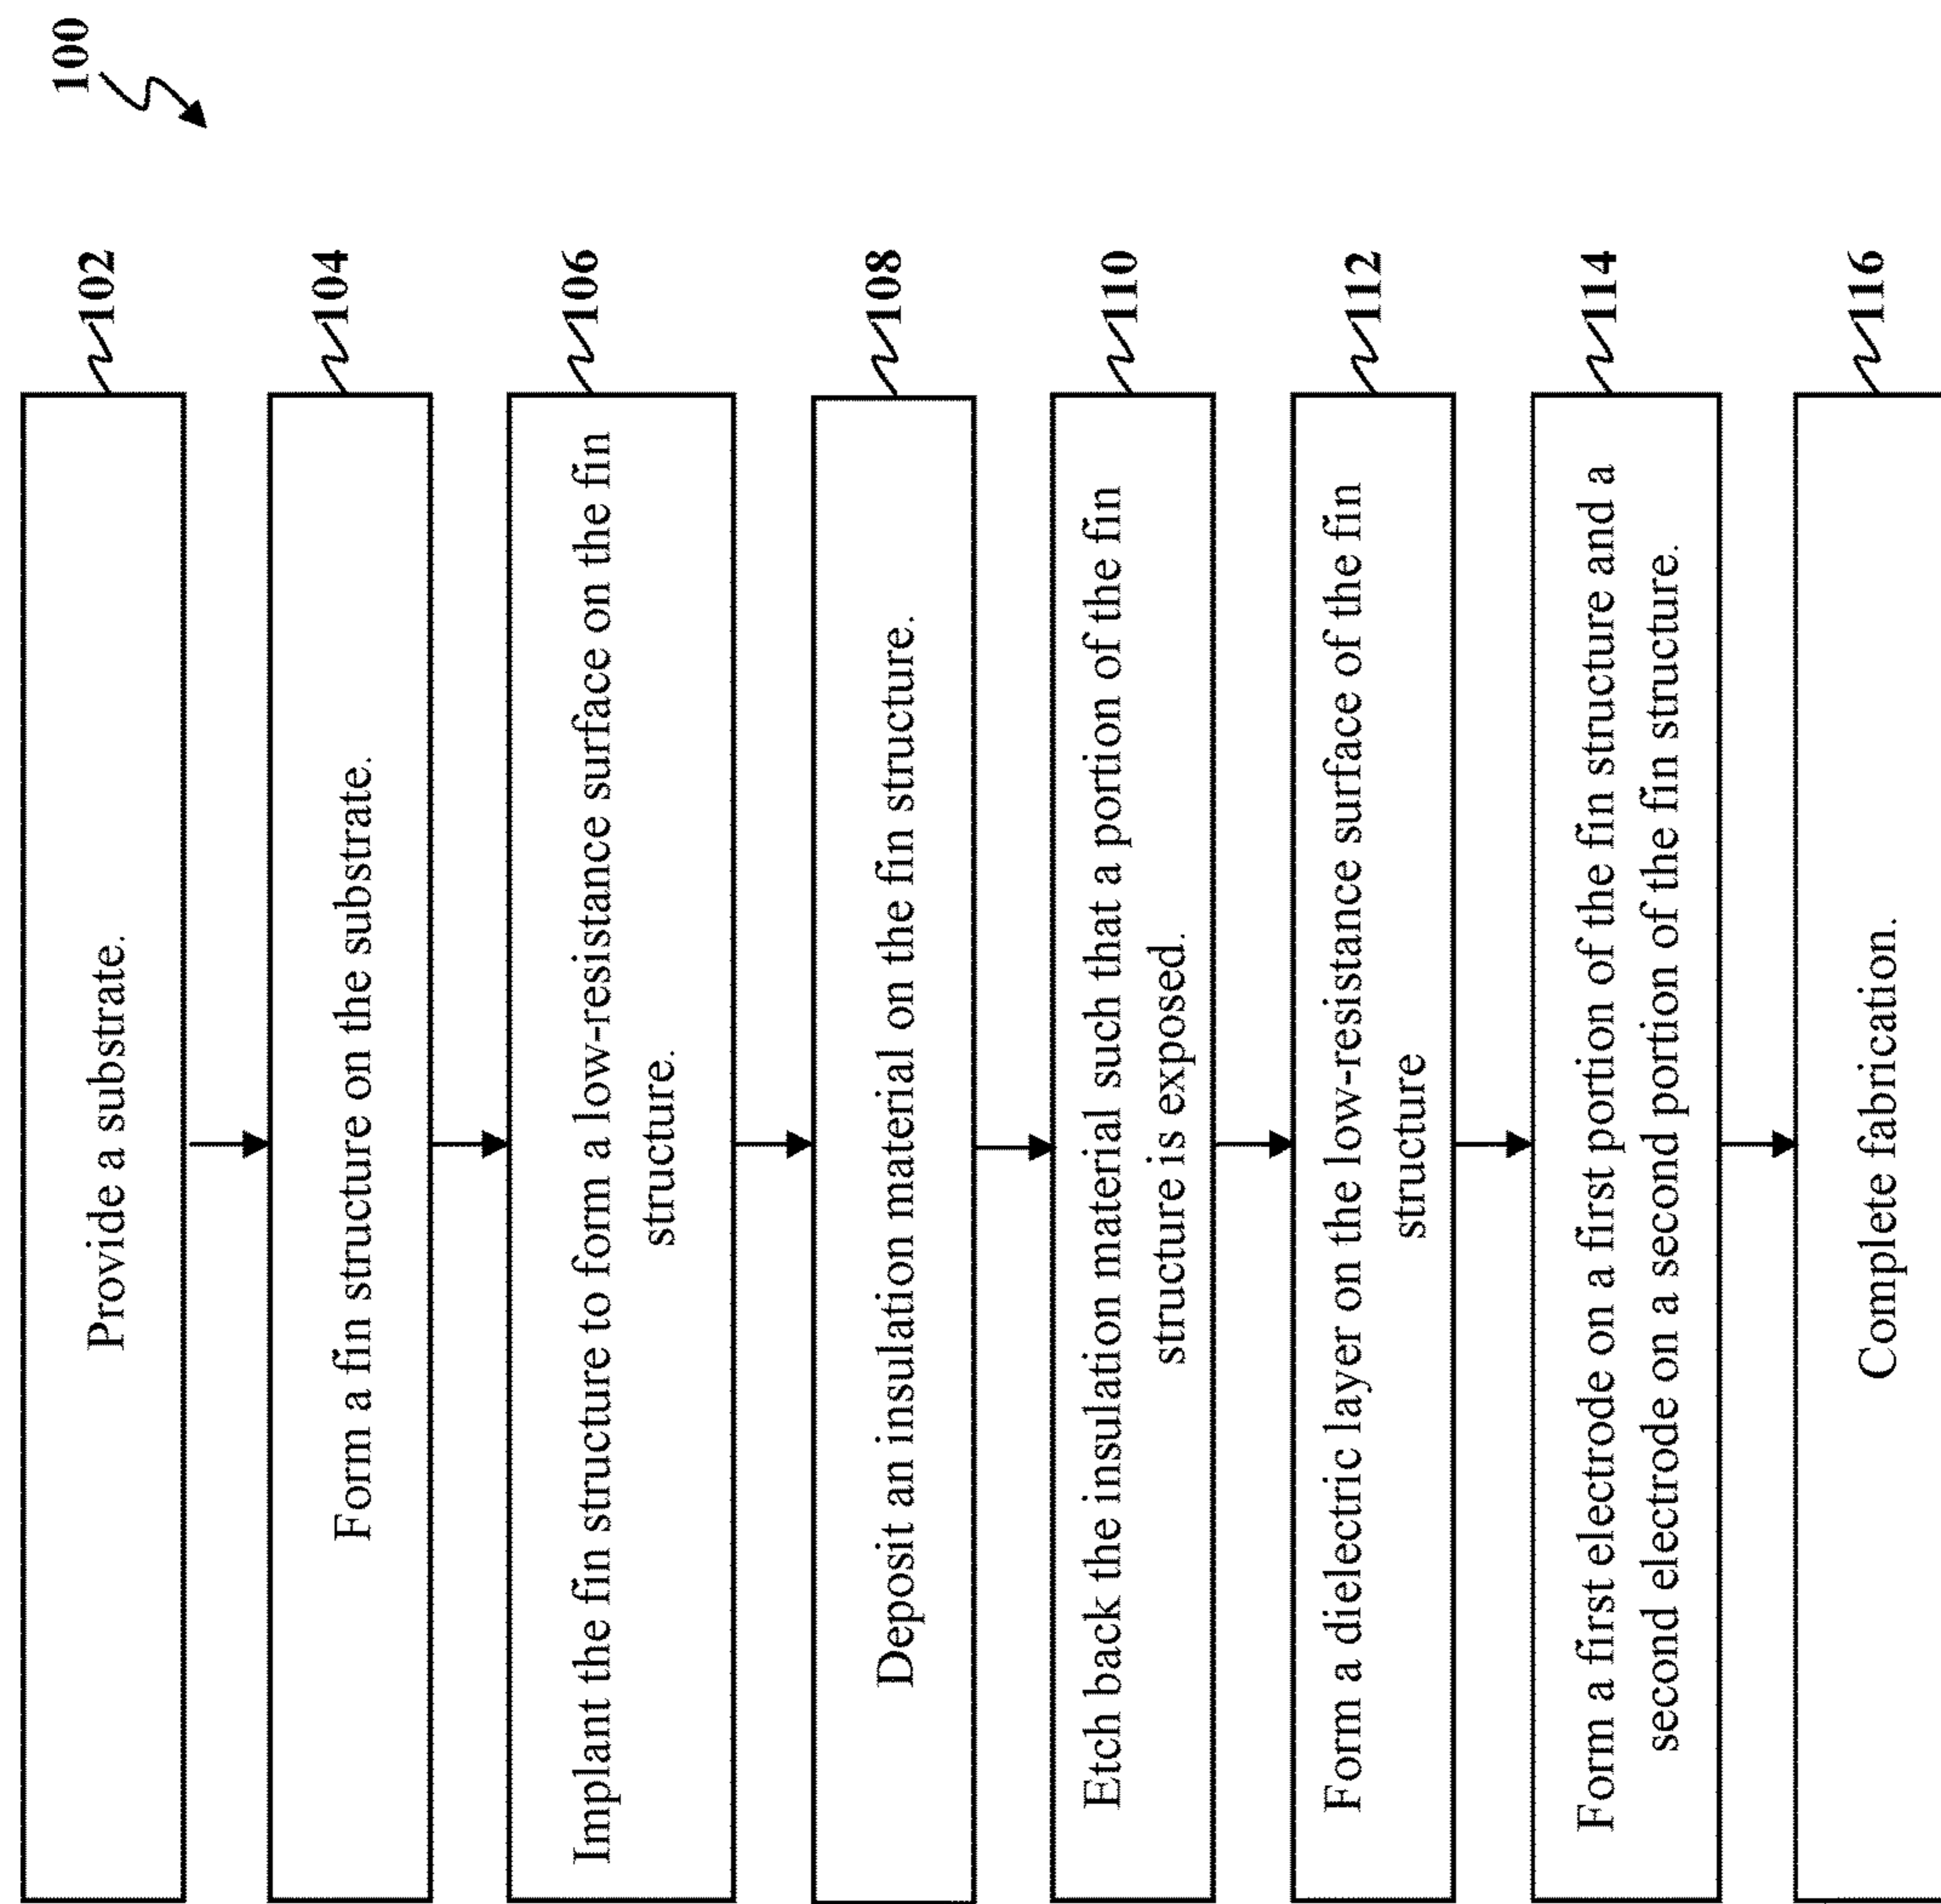 100
Provide a substrate.
102
Form a fin structure on the substrate.
104
Implant the fin structure to form a low-resistance surface on the fin
structure.
106
Deposit an insulation material on the fin structure.
108
Etch back the insulation material such that a portion of the fin
structure is exposed.
110
Form a dielectric layer on the low-resistance surface of the fin
structure
112
Form a first electrode on a first portion of the fin structure and a
second electrode on a second portion of the fin structure.
114
Complete fabrication.
116